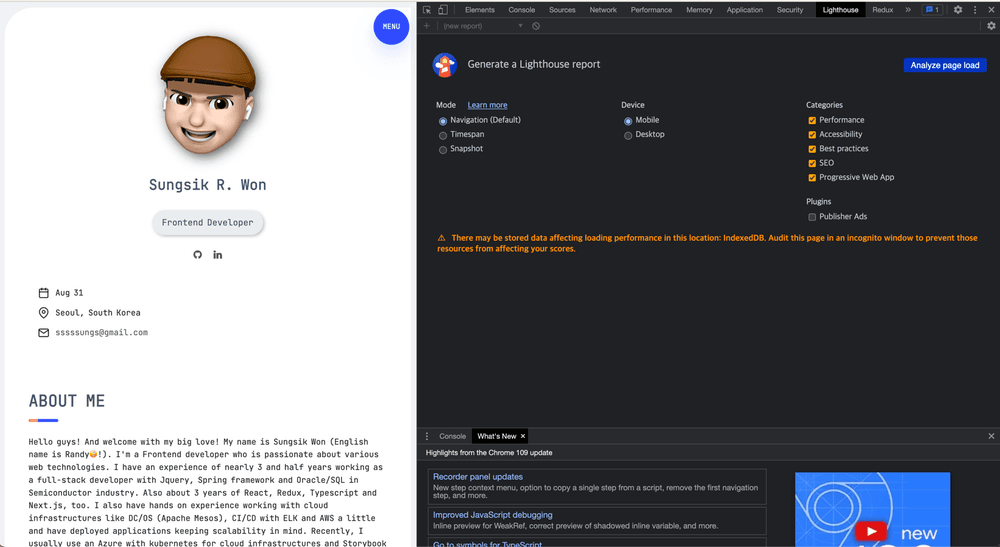 MENU
Sungsik R. Won
Frontend Developer
Aug 31
Seoul, South Korea
sssssungs@gmail.com
ABOUT ME
Hello guys! And welcome with my big love! My name is Sungsik Won (English
name is Randy🤑!). I'm a Frontend developer who is passionate about various
web technologies. I have an experience of nearly 3 and half years working as
a full-stack developer with Jquery, Spring framework and Oracle/SQL in
Semiconductor industry. Also about 3 years of React, Redux, Typescript and
Next.js, too. I also have hands on experience working with cloud
infrastructures like DC/OS (Apache Mesos), CI/CD with ELK and AWS a little
and have deployed applications keeping scalability in mind. Recently, I
usually use an Azure with kubernetes for cloud infrastructures and Storybook
Elements Console Sources Network Performance Memory Application Security Lighthouse Redux » 1
(new report)
Generate a Lighthouse report
Analyze page load
Mode Learn more
Navigation (Default)
Timespan
Snapshot
Device
Mobile
Desktop
Categories
Performance
Accessibility
Best practices
SEO
Progressive Web App
Plugins
Publisher Ads
There may be stored data affecting loading performance in this location: IndexedDB. Audit this page in an incognito window to prevent those
resources from affecting your scores.
Console What's New ×
Highlights from the Chrome 109 update
Recorder panel updates
New step context menu, option to copy a single step from a script, remove the first navigation
step, and more.
Improved JavaScript debugging
Inline preview for WeakRef, correct preview of shadowed inline variable, and more.
Go to symbols for TypeScript
new